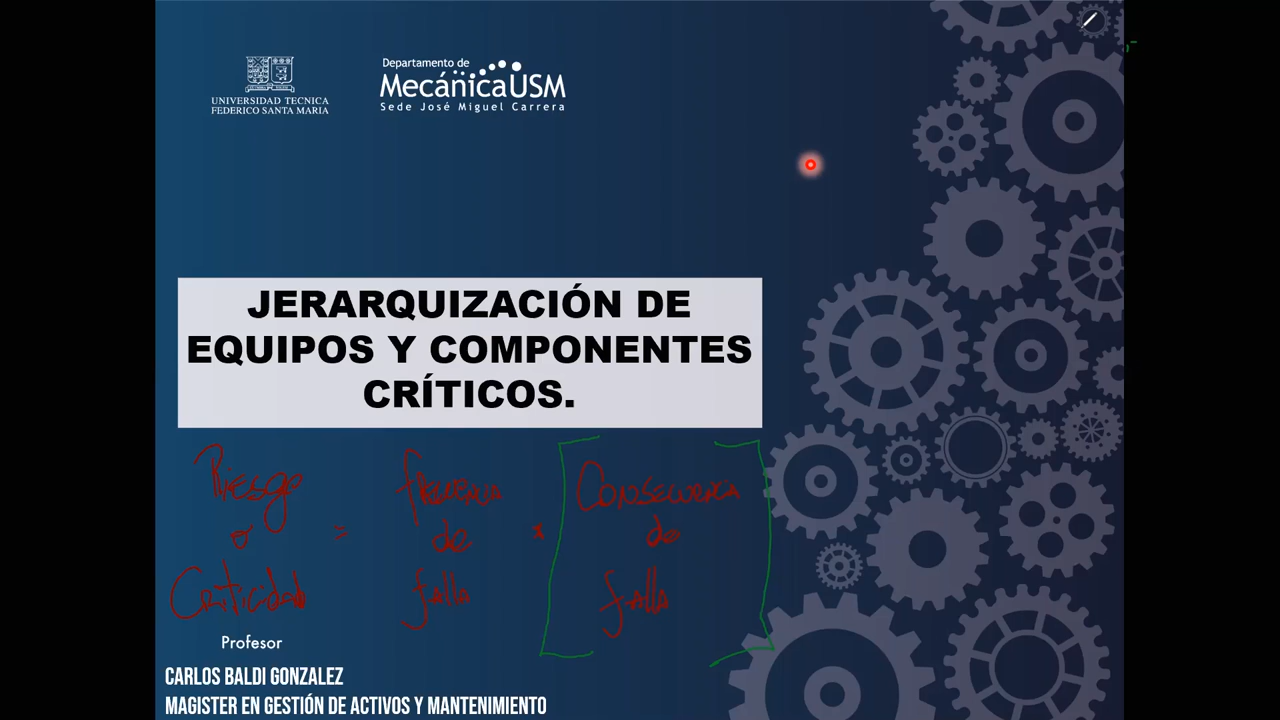 UNIVERSIDAD TECNICA
FEDERICO SANTA MARIA
Departamento de
MecánicaUSM
Sede José Miguel Carrera
JERARQUIZACIÓN DE
EQUIPOS Y COMPONENTES
CRÍTICOS.
Riesgo = frecuencia * Consecuencia
o de de
Criticidad falla falla
Profesor
CARLOS BALDI GONZALEZ
MAGISTER EN GESTIÓN DE ACTIVOS Y MANTENIMIENTO